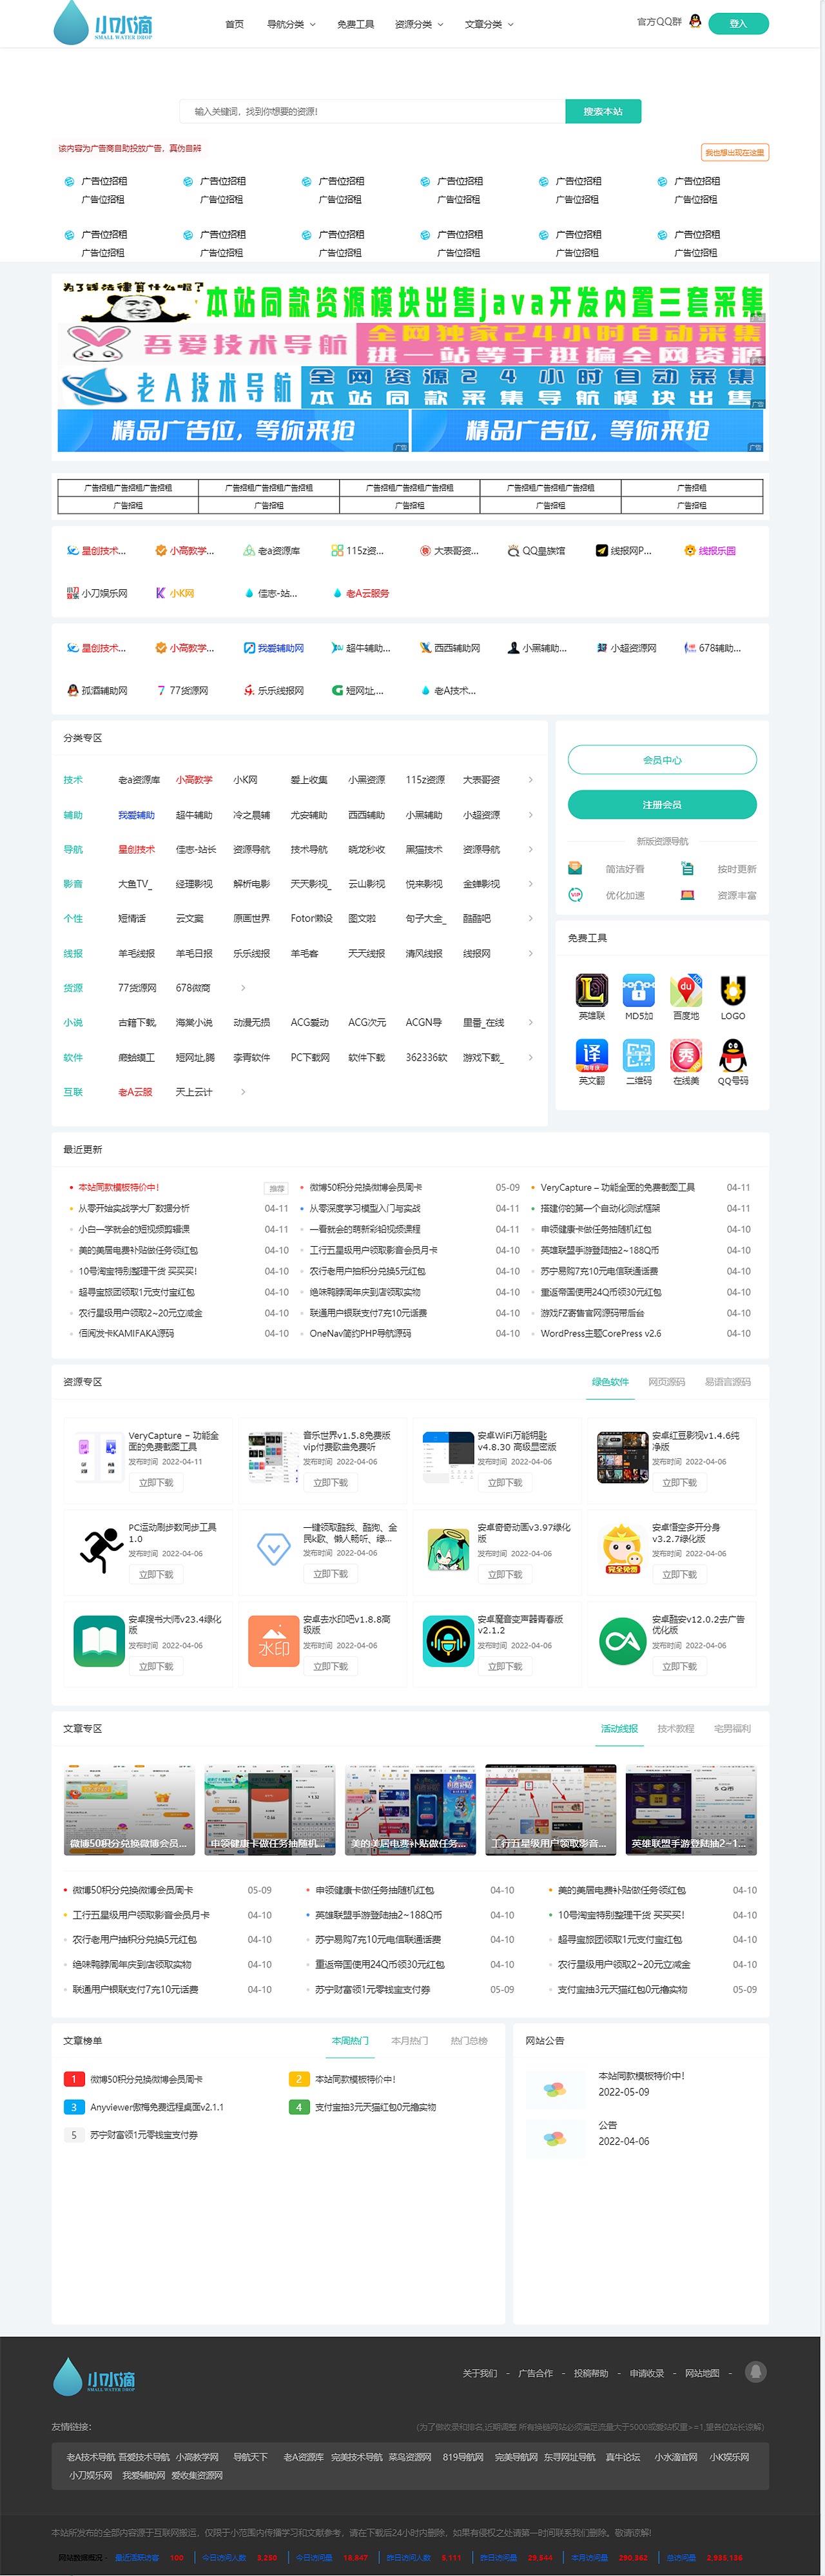 小水滴
SMALL WATER DROP
首页 导航分类 免费工具 资源分类 文章分类 官方QQ群 登入
输入关键词，找到你想要的资源! 搜索本站
该内容为广告商自助投放广告，真伪自辨 我也想出现在这里
广告位招租 广告位招租 广告位招租 广告位招租 广告位招租 广告位招租
广告位招租 广告位招租 广告位招租 广告位招租 广告位招租 广告位招租
广告位招租 广告位招租 广告位招租 广告位招租 广告位招租 广告位招租
广告位招租 广告位招租 广告位招租 广告位招租 广告位招租 广告位招租
为了钱法律算什么呢? 本站同款资源模块出售java开发内置三套采集
吾爱技术导航 全网独家24小时自动采集
进一站等于逛遍全网资源
老A技术导航 全网资源24小时自动采集
本站同款采集导航模块出售
精品广告位，等你来抢 广告 精品广告位，等你来抢 广告
广告招租广告招租广告招租 广告招租广告招租广告招租 广告招租广告招租广告招租 广告招租广告招租广告招租 广告招租
广告招租 广告招租 广告招租 广告招租 广告招租
星创技术... 小高教学... 老a资源库 115z资... 大表哥资... QQ皇族馆 线报网P... 线报乐园
小刀娱乐网 小K网 佳志-站... 老A云服务
星创技术... 小高教学... 我爱辅助网 超牛辅助... 西西辅助网 小黑辅助... 小超资源网 678辅助...
孤酒辅助网 77货源网 乐乐线报网 短网址,... 老A技术...
分类专区
技术 老a资源库 小高教学 小K网 爱上收集 小黑资源 115z资源 大表哥资
辅助 我爱辅助 超牛辅助 冷之晨辅 尤安辅助 西西辅助 小黑辅助 小超资源
导航 星创技术 佳志-站长 资源导航 技术导航 晓龙秒收 黑猫技术 资源导航
影音 大鱼TV_ 经理影视 解析电影 天天影视_ 云山影视 悦来影视 金蝉影视
个性 短情话 云文案 原画世界 Fotor懒设 图文啦 句子大全_ 酷酷吧
线报 羊毛线报 羊毛日报 乐乐线报 羊毛客 天天线报 清风线报 线报网
货源 77货源网 678微商
小说 古籍下载, 海棠小说 动漫无损 ACG爱动 ACG次元 ACGN导 里番_在线
软件 癞蛤蟆工 短网址,腾 李青软件 PC下载网 软件下载 362336软 游戏下载_
互联 老A云服 天上云计
会员中心
注册会员
新版资源导航
简洁好看 按时更新
优化加速 资源丰富
免费工具
英雄联 MD5加 百度地 LOGO
英文翻 二维码 在线美 QQ号码
最近更新
本站同款模板特价中! 推荐 微博50积分兑换微博会员周卡 05-09 VeryCapture – 功能全面的免费截图工具 04-11
从零开始实战学大厂数据分析 04-11 从零深度学习模型入门与实战 04-11 搭建你的第一个自动化测试框架 04-11
小白一学就会的短视频剪辑课 04-11 一看就会的萌新彩铅视频课程 04-11 申领健康卡做任务抽随机红包 04-10
美的美居电费补贴做任务领红包 04-10 工行五星级用户领取影音会员月卡 04-10 英雄联盟手游登陆抽2~188Q币 04-10
10号淘宝特别整理干货 买买买! 04-10 农行老用户抽积分兑换5元红包 04-10 苏宁易购7充10元电信联通话费 04-10
超寻宝旅团领取1元支付宝红包 04-10 绝味鸭脖周年庆到店领取实物 04-10 重返帝国使用24Q币领30元红包 04-10
农行星级用户领取2~20元立减金 04-10 联通用户银联支付7充10元话费 04-10 游戏FZ寄售官网源码带后台 04-10
佰阅发卡KAMIFAKA源码 04-10 OneNav简约PHP导航源码 04-10 WordPress主题CorePress v2.6 04-10
资源专区 绿色软件 网页源码 易语言源码
VeryCapture – 功能全面的免费截图工具 发布时间 2022-04-11 立即下载
音乐世界v1.5.8免费版vip付费歌曲免费听 发布时间 2022-04-06 立即下载
安卓WiFi万能钥匙v4.8.30 高级显密版 发布时间 2022-04-06 立即下载
安卓红豆影视v1.4.6纯净版 发布时间 2022-04-06 立即下载
PC运动刷步数同步工具1.0 发布时间 2022-04-06 立即下载
一键领取酷我、酷狗、全民k歌、懒人畅听、绿... 发布时间 2022-04-06 立即下载
安卓奇奇动画v3.97绿化版 发布时间 2022-04-06 立即下载
完全免费 安卓悟空多开分身v3.2.7绿化版 发布时间 2022-04-06 立即下载
安卓搜书大师v23.4绿化版 发布时间 2022-04-06 立即下载
水印 安卓去水印吧v1.8.8高级版 发布时间 2022-04-06 立即下载
安卓魔音变声器青春版v2.1.2 发布时间 2022-04-06 立即下载
安卓酷安v12.0.2去广告优化版 发布时间 2022-04-06 立即下载
文章专区 活动线报 技术教程 宅男福利
微博50积分兑换微博会员... 申领健康卡做任务抽随机... 美的美居电费补贴做任务... 工行五星级用户领取影音... 英雄联盟手游登陆抽2~1...
微博50积分兑换微博会员周卡 05-09 申领健康卡做任务抽随机红包 04-10 美的美居电费补贴做任务领红包 04-10
工行五星级用户领取影音会员月卡 04-10 英雄联盟手游登陆抽2~188Q币 04-10 10号淘宝特别整理干货 买买买! 04-10
农行老用户抽积分兑换5元红包 04-10 苏宁易购7充10元电信联通话费 04-10 超寻宝旅团领取1元支付宝红包 04-10
绝味鸭脖周年庆到店领取实物 04-10 重返帝国使用24Q币领30元红包 04-10 农行星级用户领取2~20元立减金 04-10
联通用户银联支付7充10元话费 04-10 苏宁财富领1元零钱宝支付券 05-09 支付宝抽3元天猫红包0元撸实物 05-09
文章榜单 本周热门 本月热门 热门总榜
1 微博50积分兑换微博会员周卡 2 本站同款模板特价中!
3 Anyviewer傲梅免费远程桌面v2.1.1 4 支付宝抽3元天猫红包0元撸实物
5 苏宁财富领1元零钱宝支付券
网站公告
本站同款模板特价中!
2022-05-09
公告
2022-04-06
小水滴
SMALL WATER DROP
关于我们 - 广告合作 - 投稿帮助 - 申请收录 - 网站地图 -
友情链接: （为了做收录和排名,近期调整 所有换链网站必须满足流量大于5000或爱站权重>=1,望各位站长谅解）
老A技术导航 吾爱技术导航 小高教学网 导航天下 老A资源库 完美技术导航 菜鸟资源网 819导航网 完美导航网 东寻网址导航 真牛论坛 小水滴官网 小K娱乐网
小刀娱乐网 我爱辅助网 爱收集资源网
本站所发布的全部内容源于互联网搬运，仅限于小范围内传播学习和文献参考，请在下载后24小时内删除，如果有侵权之处请第一时间联系我们删除。敬请谅解!
网站数据概况 - 最近活跃访客 100 今日访问人数 3,250 今日访问量 16,647 昨日访问人数 5,111 昨日访问量 29,844 本月访问量 290,362 总访问量 2,933,136